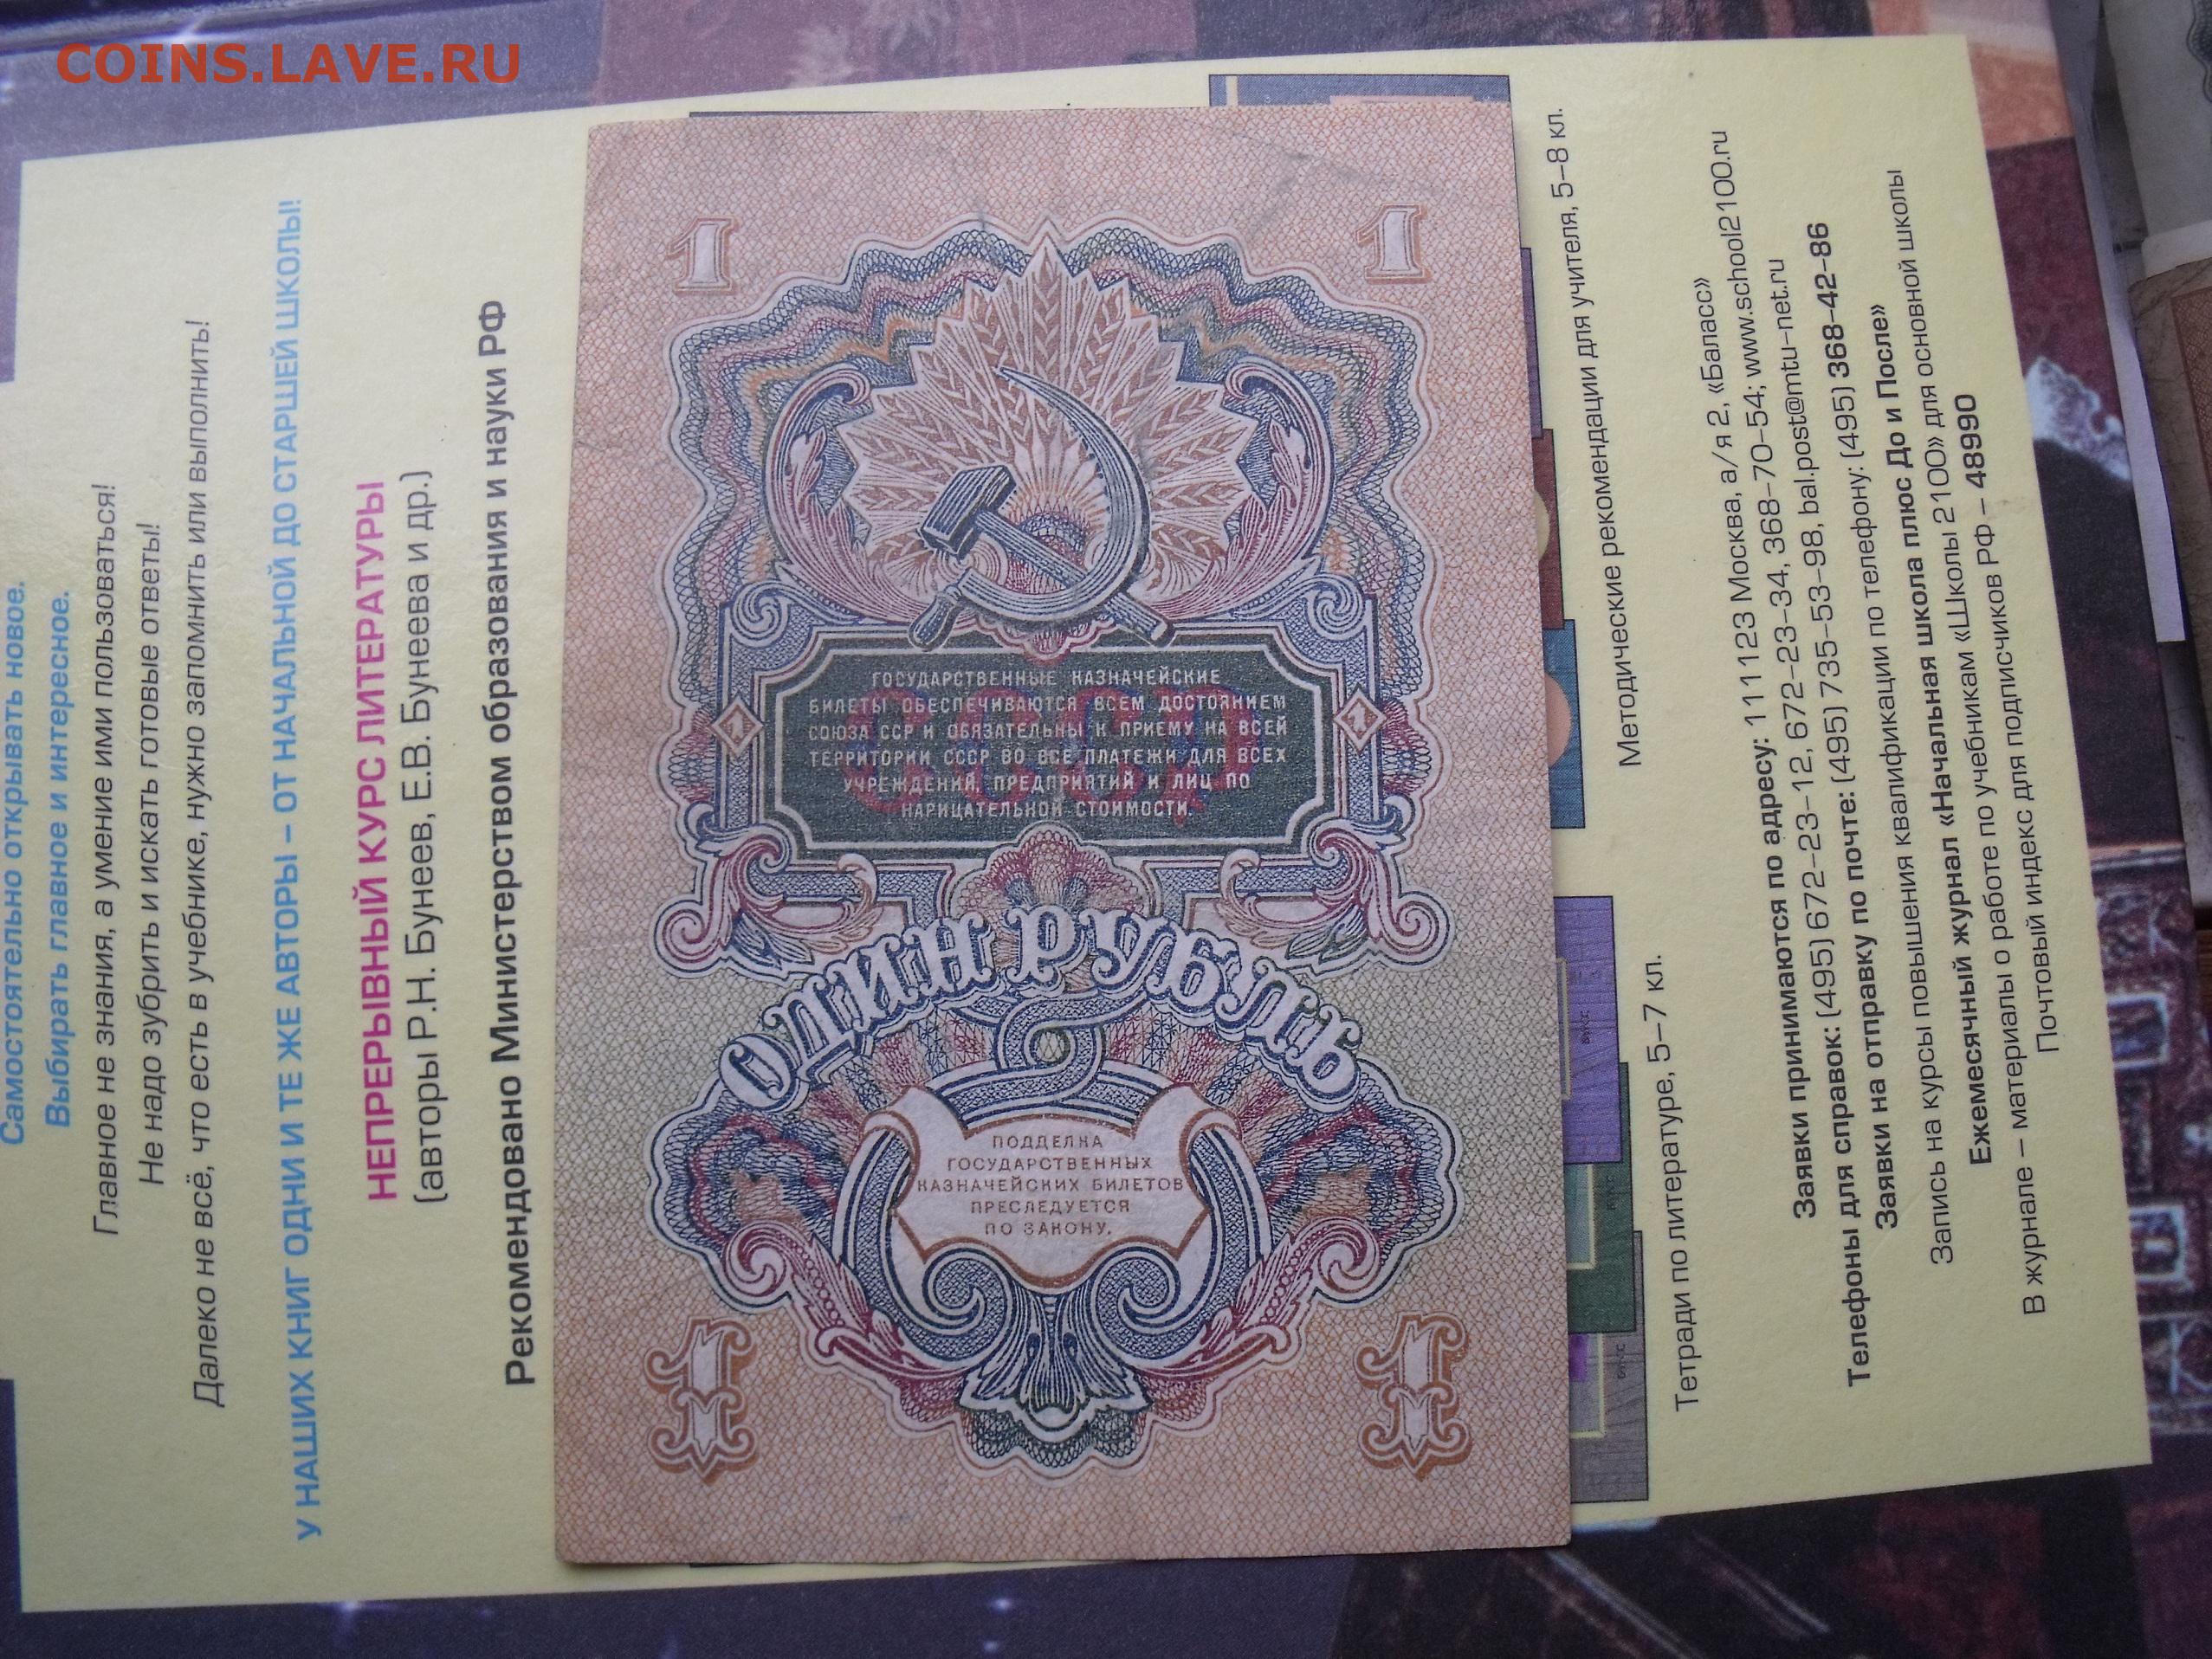 COINS.LAVE.RU
Самостоятельно открывать новое.
Выбирать главное и интересное.
Главное не знания, а умение ими пользоваться!
Не надо зубрить и искать готовые ответы!
Далеко не всё, что есть в учебнике, нужно запомнить или выполнить!
У НАШИХ КНИГ ОДНИ И ТЕ ЖЕ АВТОРЫ – ОТ НАЧАЛЬНОЙ ДО СТАРШЕЙ ШКОЛЫ!
НЕПРЕРЫВНЫЙ КУРС ЛИТЕРАТУРЫ
(авторы Р.Н. Бунеев, Е.В. Бунеева и др.)
Рекомендовано Министерством образования и науки РФ
1 1
ГОСУДАРСТВЕННЫЕ КАЗНАЧЕЙСКИЕ
БИЛЕТЫ ОБЕСПЕЧИВАЮТСЯ ВСЕМ ДОСТОЯНИЕМ
СОЮЗА ССР И ОБЯЗАТЕЛЬНЫ К ПРИЕМУ НА ВСЕЙ
ТЕРРИТОРИИ СССР ВО ВСЕ ПЛАТЕЖИ ДЛЯ ВСЕХ
УЧРЕЖДЕНИЙ, ПРЕДПРИЯТИЙ И ЛИЦ ПО
НАРИЦАТЕЛЬНОЙ СТОИМОСТИ.
СССР
1 1
ОДИН РУБЛЬ
ПОДДЕЛКА
ГОСУДАРСТВЕННЫХ
КАЗНАЧЕЙСКИХ БИЛЕТОВ
ПРЕСЛЕДУЕТСЯ
ПО ЗАКОНУ.
1 1
Методические рекомендации для учителя, 5–8 кл.
Тетради по литературе, 5–7 кл.
Заявки принимаются по адресу: 111123 Москва, а/я 2, «Баласс»
Телефоны для справок: (495) 672-23-12, 672-23-34, 368-70-54; www.school2100.ru
Заявки на отправку по почте: (495) 735-53-98, bal.post@mtu-net.ru
Запись на курсы повышения квалификации по телефону: (495) 368-42-86
Ежемесячный журнал «Начальная школа плюс До и После»
В журнале – материалы о работе по учебникам «Школы 2100» для основной школы
Почтовый индекс для подписчиков РФ – 48990